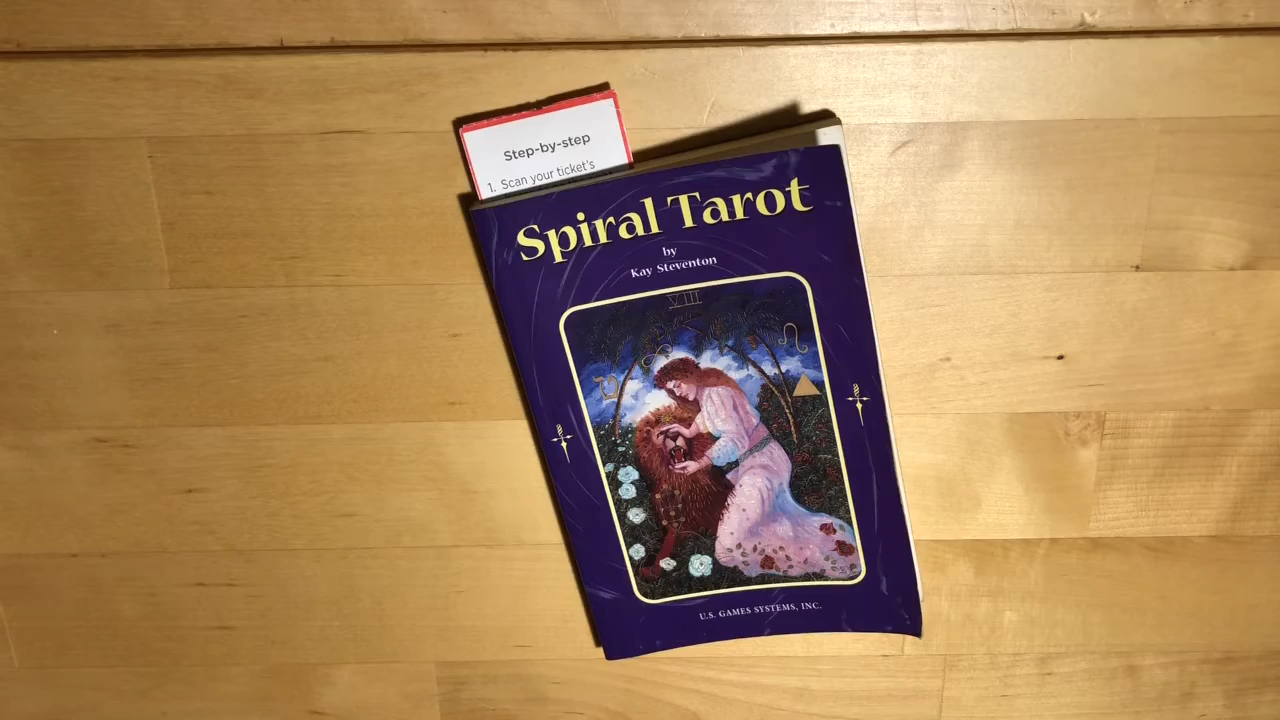 Step-by-step
1. Scan your ticket's
Spiral Tarot
by
Kay Steventon
VIII
ט
U.S. GAMES SYSTEMS, INC.